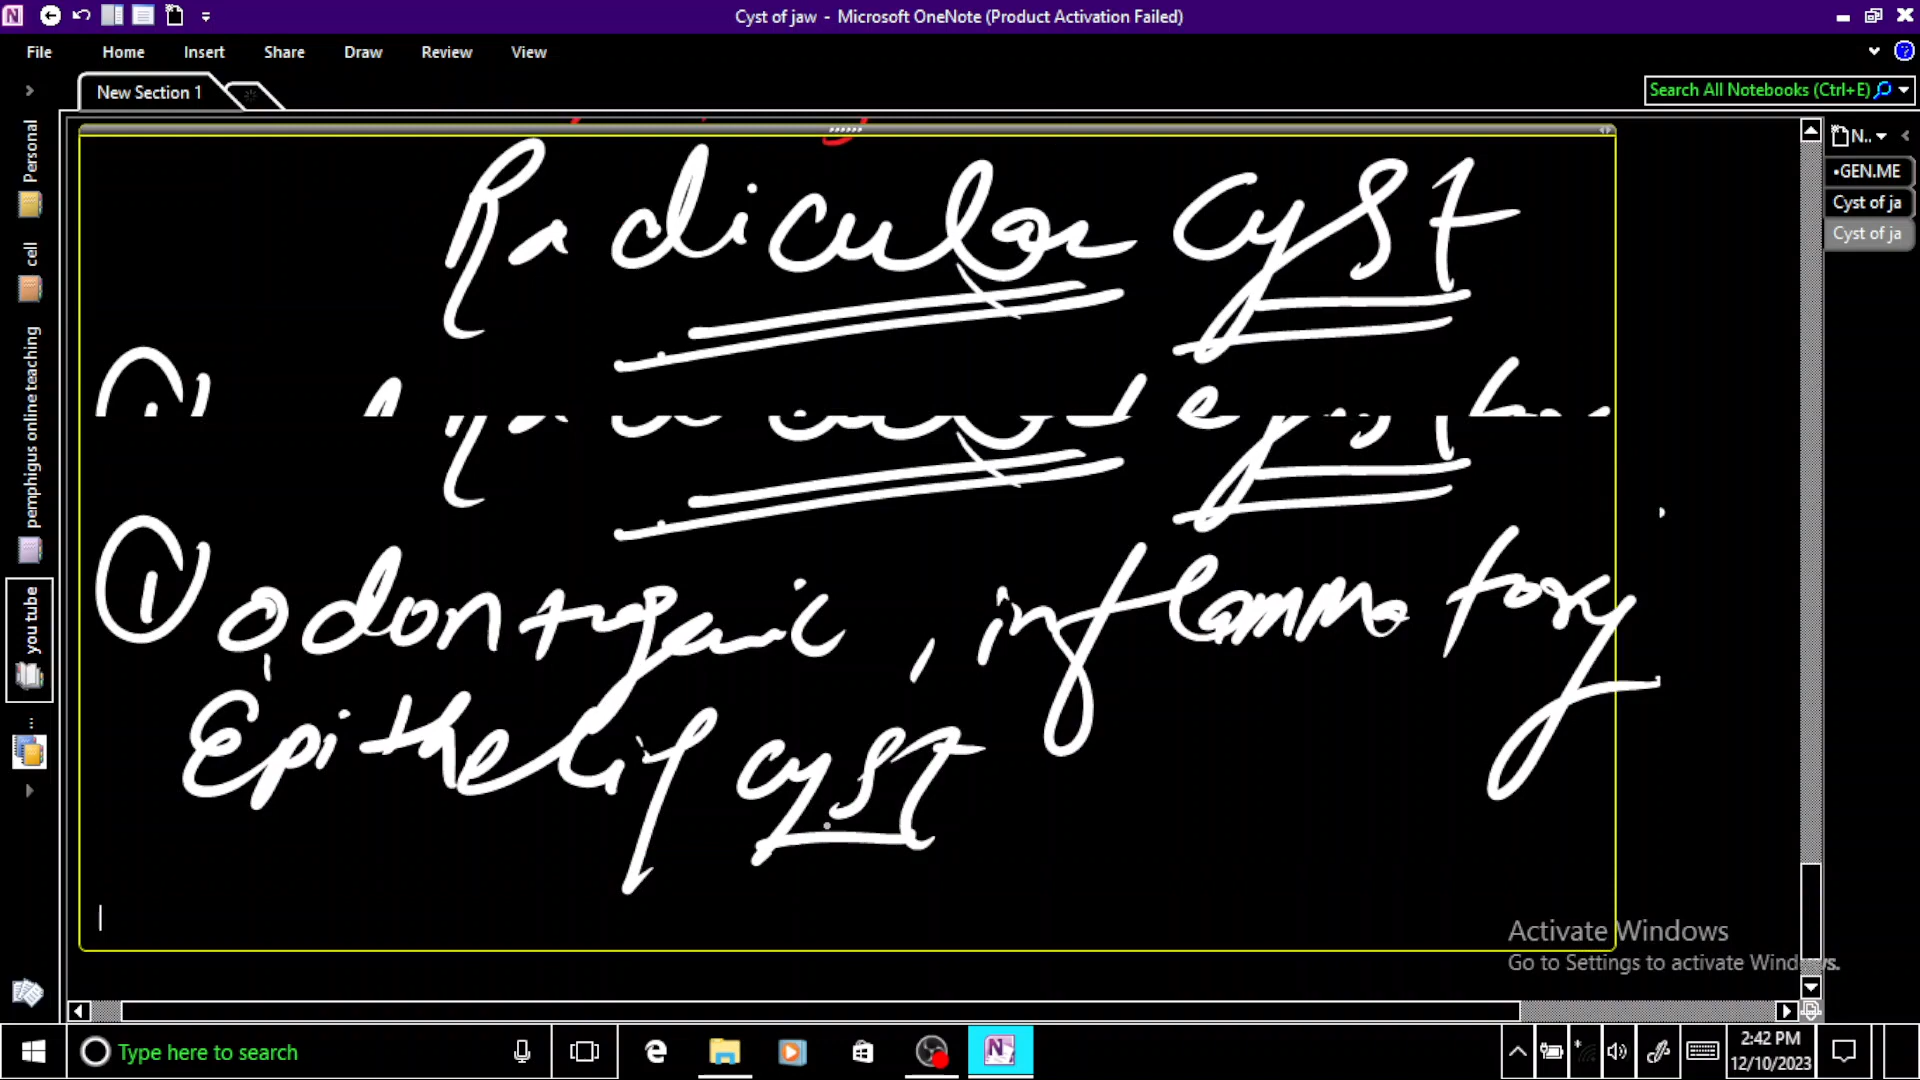 Cyst of jaw - Microsoft OneNote (Product Activation Failed)
File Home Insert Share Draw Review View
New Section 1
Search All Notebooks (Ctrl+E)
N..
•GEN.ME
Cyst of ja
Cyst of ja
Personal
cell
pemphigus online teaching
you tube
...
Radicular cyst
① odontogenic, inflammatory
Epithelial cyst
Activate Windows
Go to Settings to activate Windows.
Type here to search
2:42 PM
12/10/2023